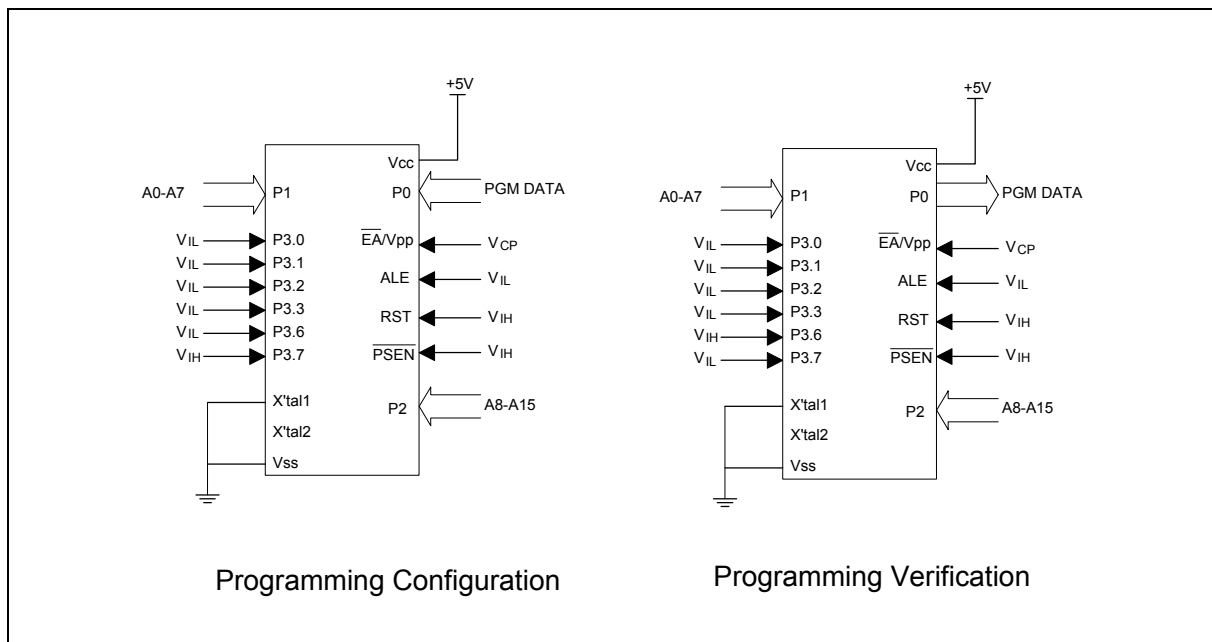 +5V
Vcc
A0-A7
P1
P0
PGM DATA
VIL
P3.0
EA/Vpp
VCP
VIL
P3.1
VIL
P3.2
ALE
VIL
VIL
P3.3
RST
VIH
VIL
P3.6
VIH
P3.7
PSEN
VIH
X'tal1
P2
A8-A15
X'tal2
Vss
Programming Configuration
+5V
Vcc
A0-A7
P1
P0
PGM DATA
VIL
P3.0
EA/Vpp
VCP
VIL
P3.1
VIL
P3.2
ALE
VIL
VIL
P3.3
RST
VIH
VIH
P3.6
VIL
P3.7
PSEN
VIH
X'tal1
P2
A8-A15
X'tal2
Vss
Programming Verification